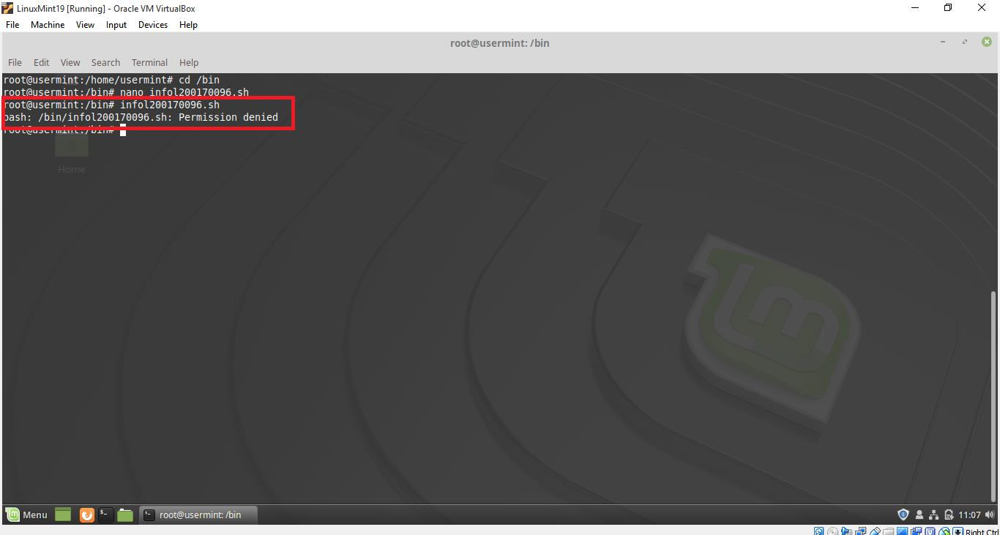 LinuxMint19 [Running] - Oracle VM VirtualBox
File Machine View Input Devices Help
root@usermint: /bin
File Edit View Search Terminal Help
root@usermint:/home/usermint# cd /bin
root@usermint:/bin# nano infol200170096.sh
root@usermint:/bin# infol200170096.sh
bash: /bin/infol200170096.sh: Permission denied
root@usermint:/bin#
Home
Menu root@usermint: /bin 11:07
Right Ctrl